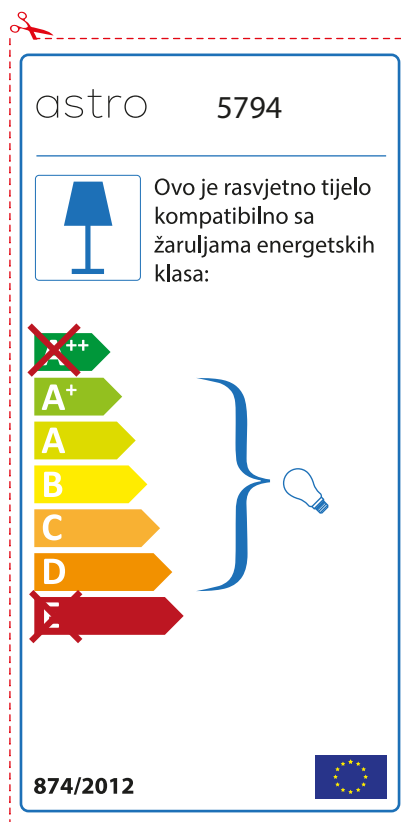 astro 5794
Ovo je rasvjetno tijelo
kompatibilno sa
žaruljama energetskih
klasa:
A++
A+
A
B
C
D
E
874/2012